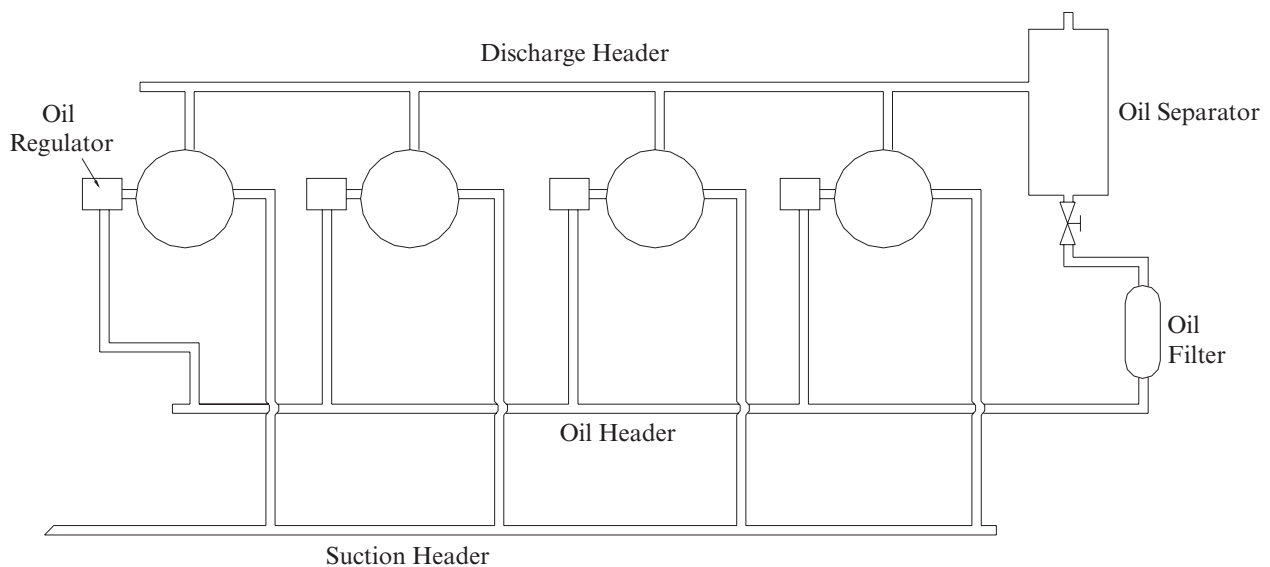 Discharge Header
Oil
Regulator
Oil Separator
Oil
Filter
Oil Header
Suction Header